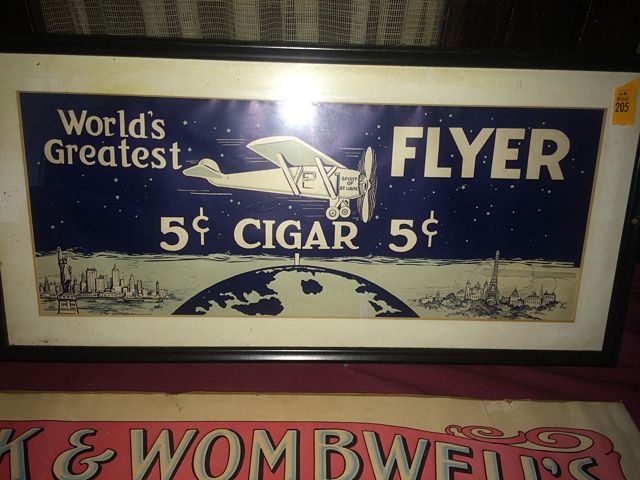 World's
Greatest
FLYER
SPIRIT
OF
ST. LOUIS
5¢ CIGAR 5¢
205
K & WOMBWELL'S